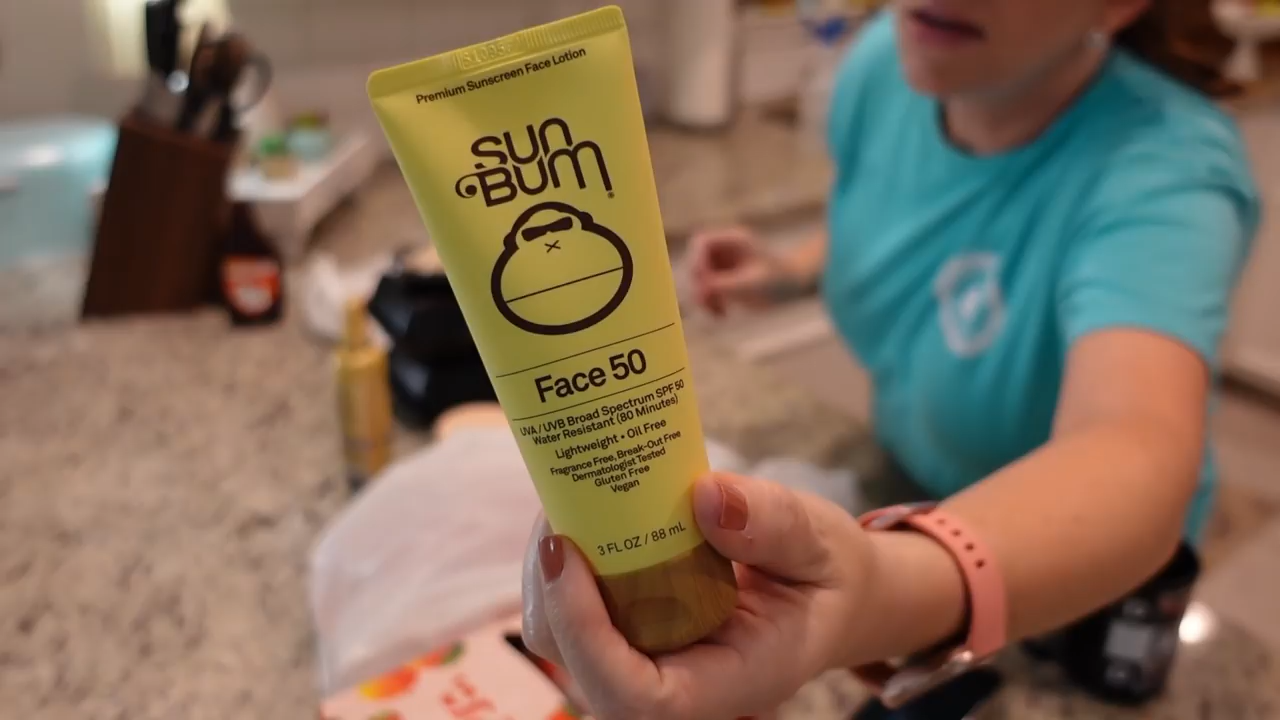 Premium Sunscreen Face Lotion
SUN
BUM®
Face 50
UVA / UVB Broad Spectrum SPF 50
Water Resistant (80 Minutes)
Lightweight • Oil Free
Fragrance Free, Break-Out Free
Dermatologist Tested
Gluten Free
Vegan
3 FL OZ / 88 mL